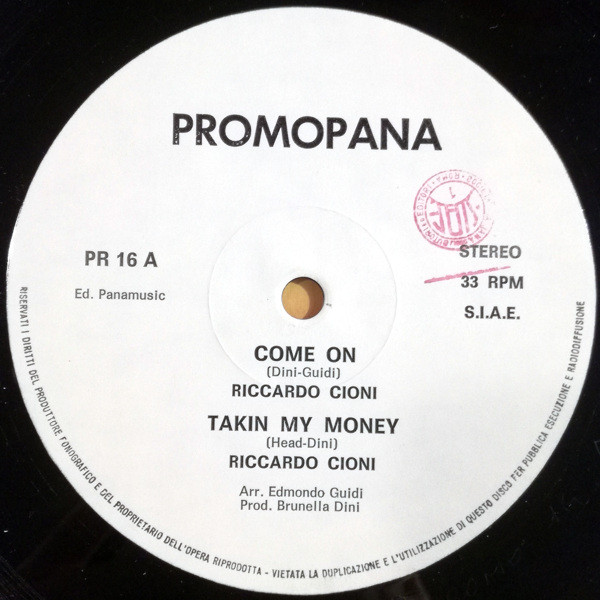 PROMOPANA
PR 16 A
Ed. Panamusic
STEREO
33 RPM
S.I.A.E.
COME ON
(Dini-Guidi)
RICCARDO CIONI
TAKIN MY MONEY
(Head-Dini)
RICCARDO CIONI
Arr. Edmondo Guidi
Prod. Brunella Dini
RISERVATI I DIRITTI DEL PRODUTTORE FONOGRAFICO E DEL PROPRIETARIO DELL'OPERA RIPRODOTTA - VIETATA LA DUPLICAZIONE E L'UTILIZZAZIONE DI QUESTO DISCO PER PUBBLICA ESECUZIONE E RADIODIFFUSIONE